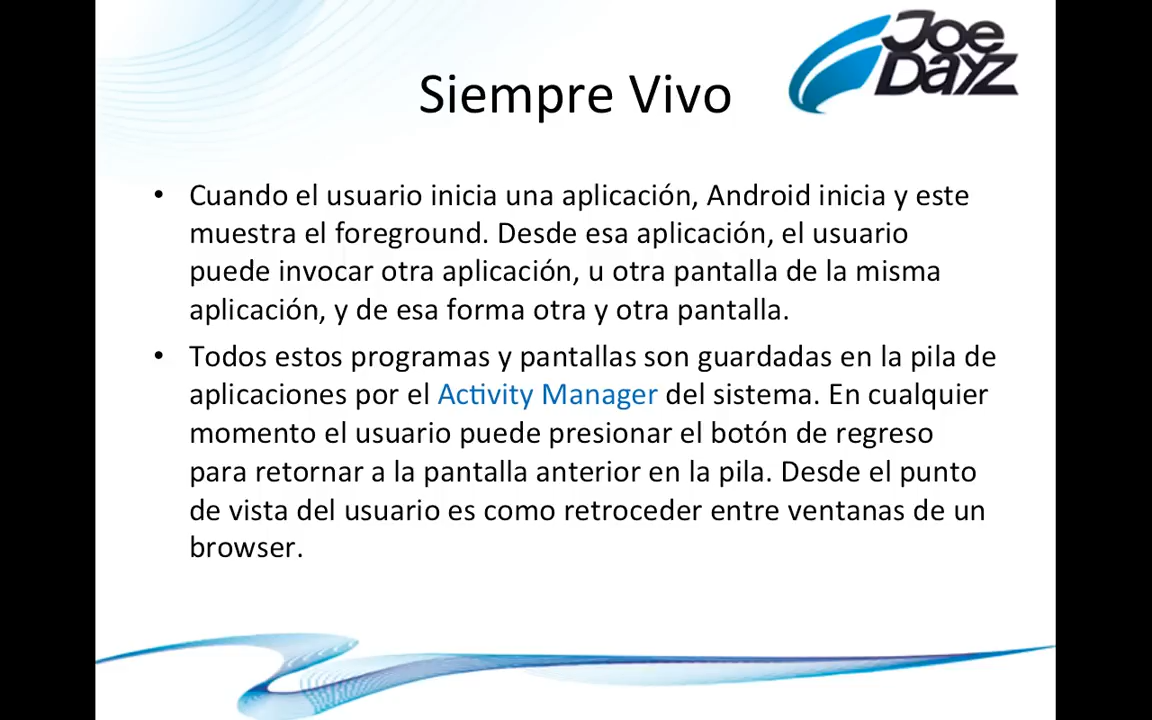 Joe
Dayz
Siempre Vivo
• Cuando el usuario inicia una aplicación, Android inicia y este
muestra el foreground. Desde esa aplicación, el usuario
puede invocar otra aplicación, u otra pantalla de la misma
aplicación, y de esa forma otra y otra pantalla.
• Todos estos programas y pantallas son guardadas en la pila de
aplicaciones por el Activity Manager del sistema. En cualquier
momento el usuario puede presionar el botón de regreso
para retornar a la pantalla anterior en la pila. Desde el punto
de vista del usuario es como retroceder entre ventanas de un
browser.